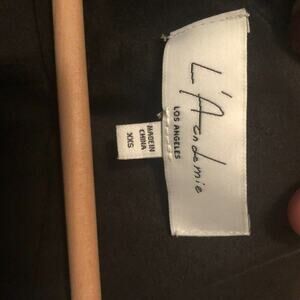 L'Academie
LOS ANGELES
MADE IN
CHINA
XXS